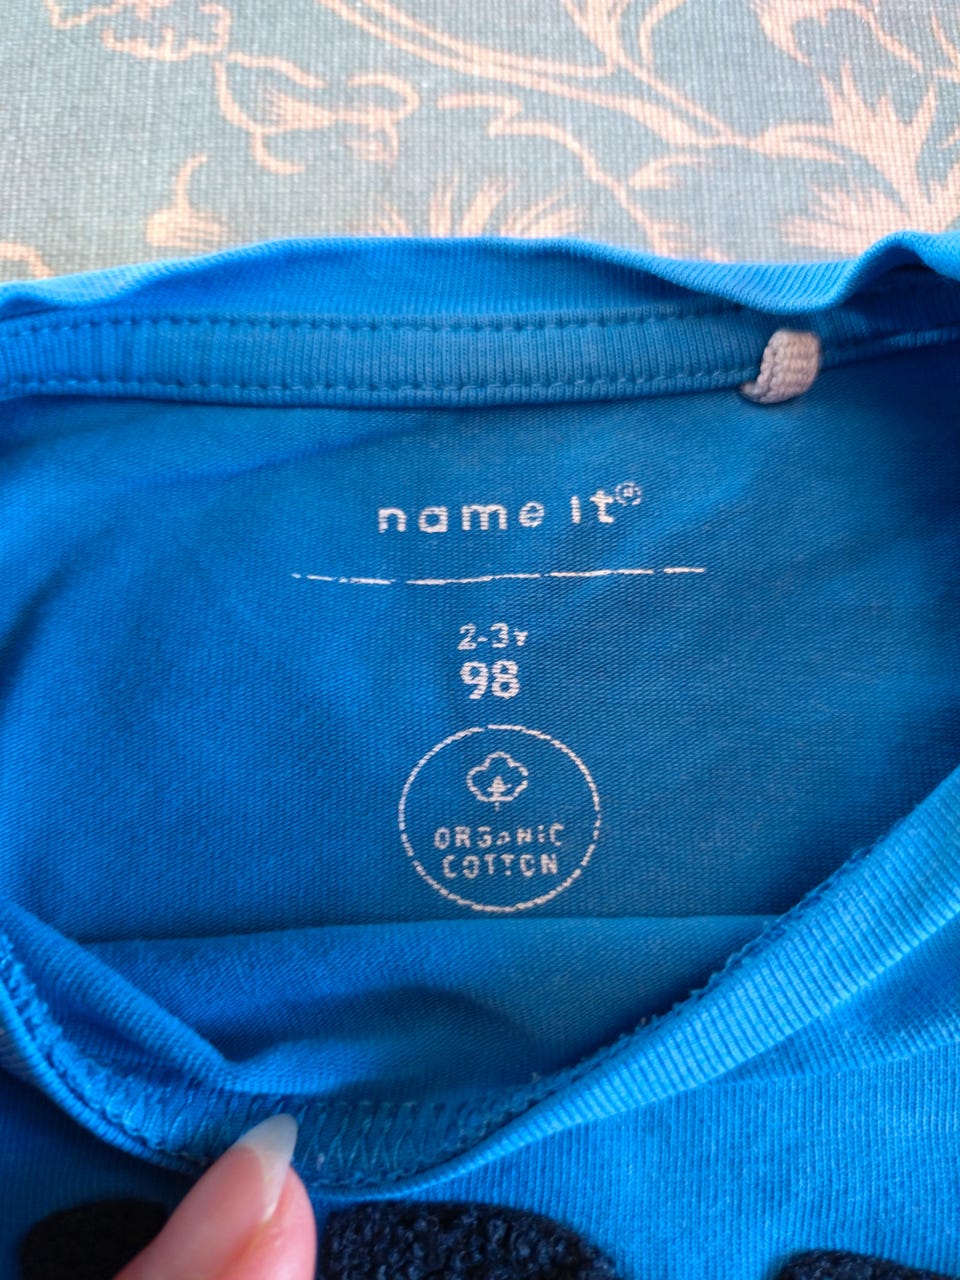 name it®
2-3y
98
ORGANIC
COTTON